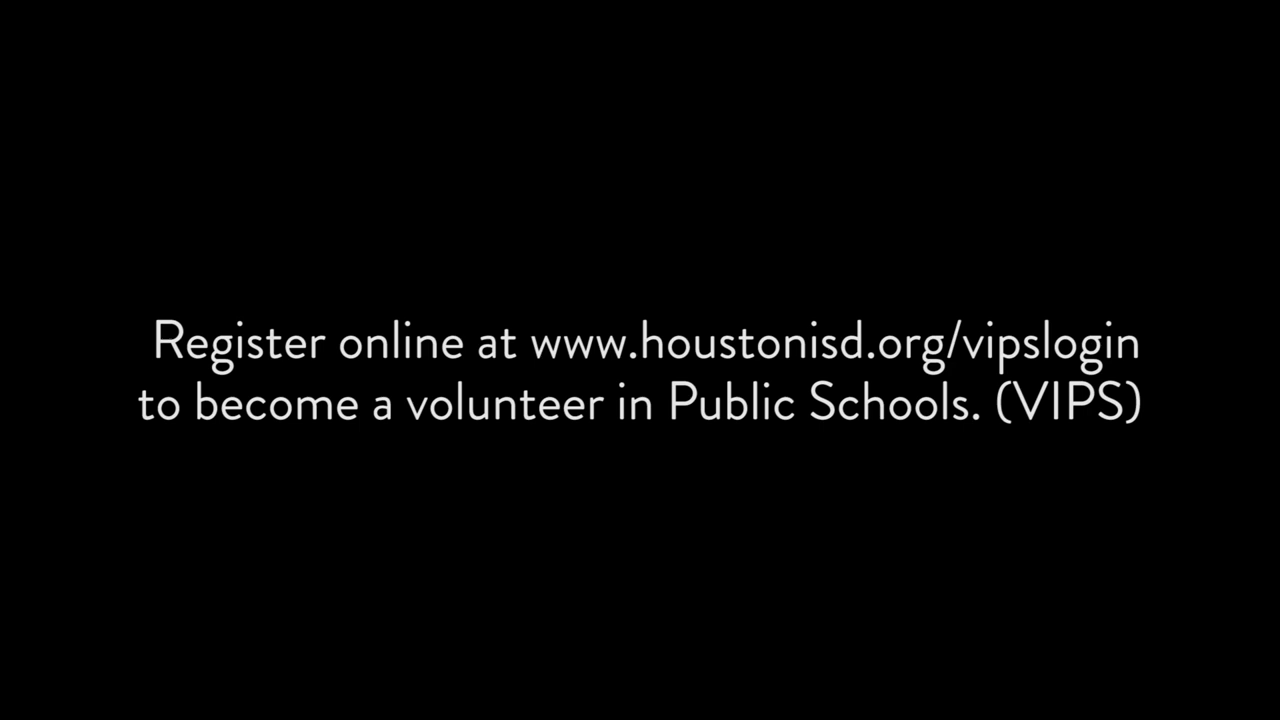 Register online at www.houstonisd.org/vipslogin
to become a volunteer in Public Schools. (VIPS)